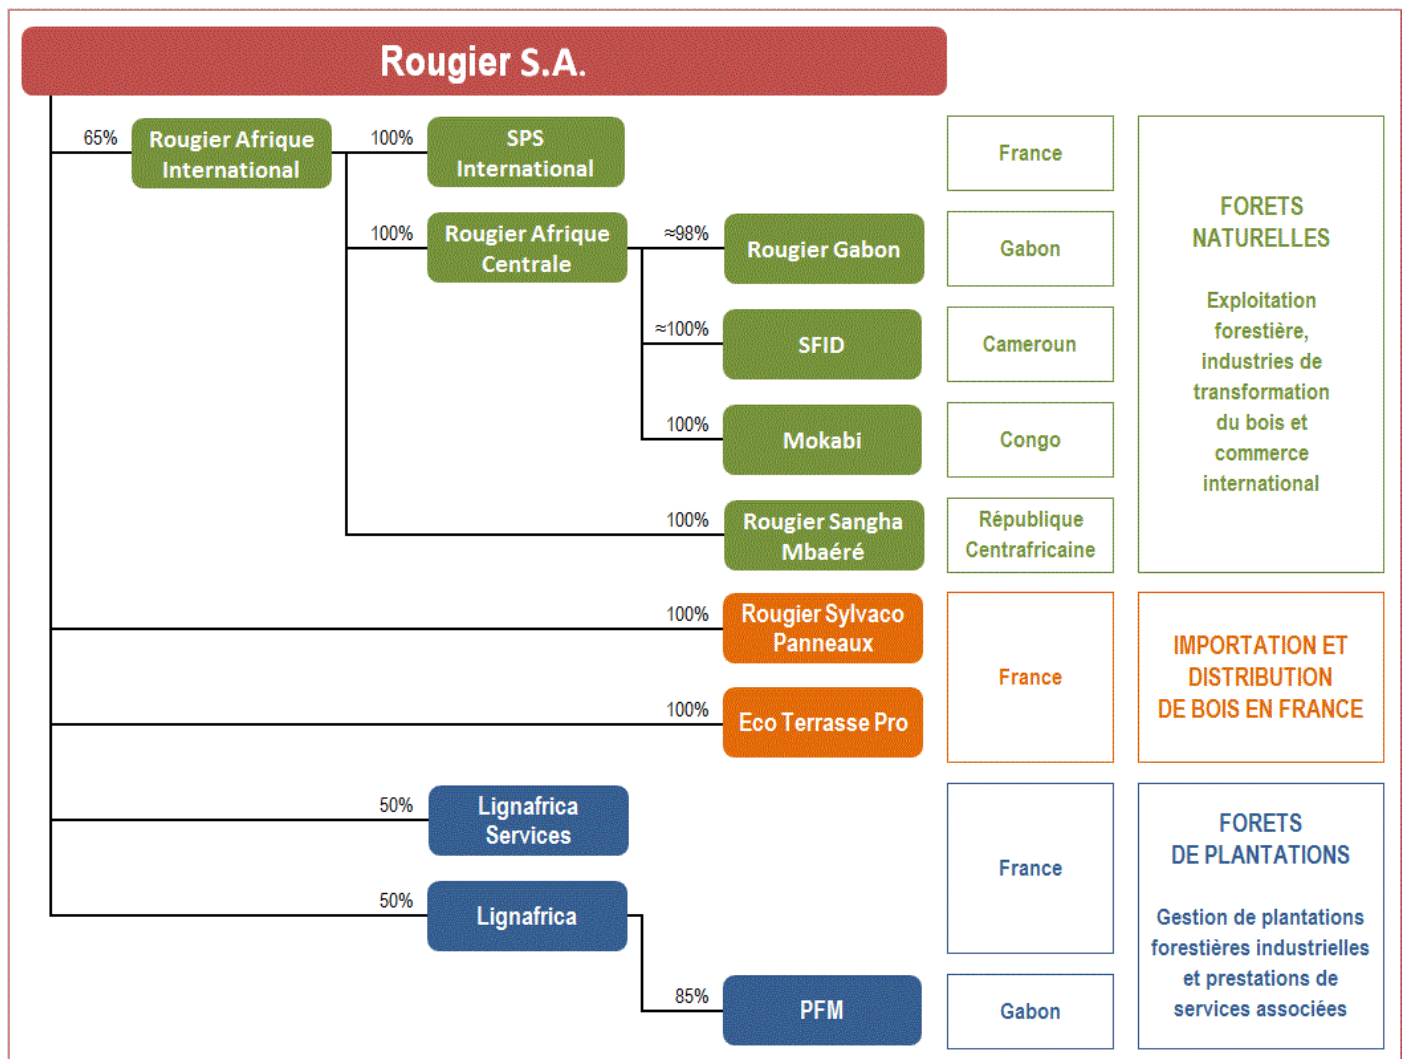 Rougier S.A.
65%
Rougier Afrique
International
100%
SPS
International
France
100%
Rougier Afrique
Centrale
≈98%
Rougier Gabon
Gabon
≈100%
SFID
Cameroun
100%
Mokabi
Congo
100%
Rougier Sangha
Mbaéré
République
Centrafricaine
FORETS
NATURELLES
Exploitation
forestière,
industries de
transformation
du bois et
commerce
international
100%
Rougier Sylvaco
Panneaux
100%
Eco Terrasse Pro
France
IMPORTATION ET
DISTRIBUTION
DE BOIS EN FRANCE
50%
Lignafrica
Services
50%
Lignafrica
France
85%
PFM
Gabon
FORETS
DE PLANTATIONS
Gestion de plantations
forestières industrielles
et prestations de
services associées